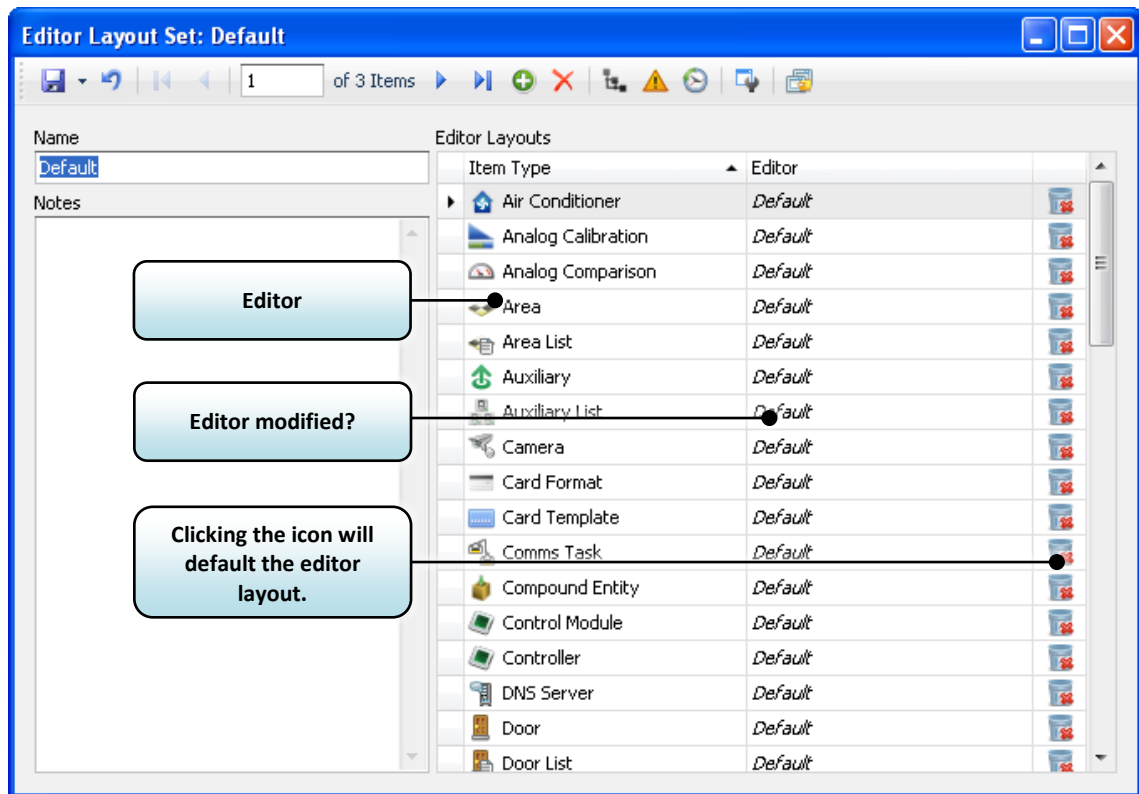 Editor Layout Set: Default
1 of 3 Items
Name
Default
Notes
Editor Layouts
Item Type Editor
Air Conditioner Default
Analog Calibration Default
Analog Comparison Default
Area Default
Area List Default
Auxiliary Default
Auxiliary List Default
Camera Default
Card Format Default
Card Template Default
Comms Task Default
Compound Entity Default
Control Module Default
Controller Default
DNS Server Default
Door Default
Door List Default
Editor
Editor modified?
Clicking the icon will
default the editor
layout.